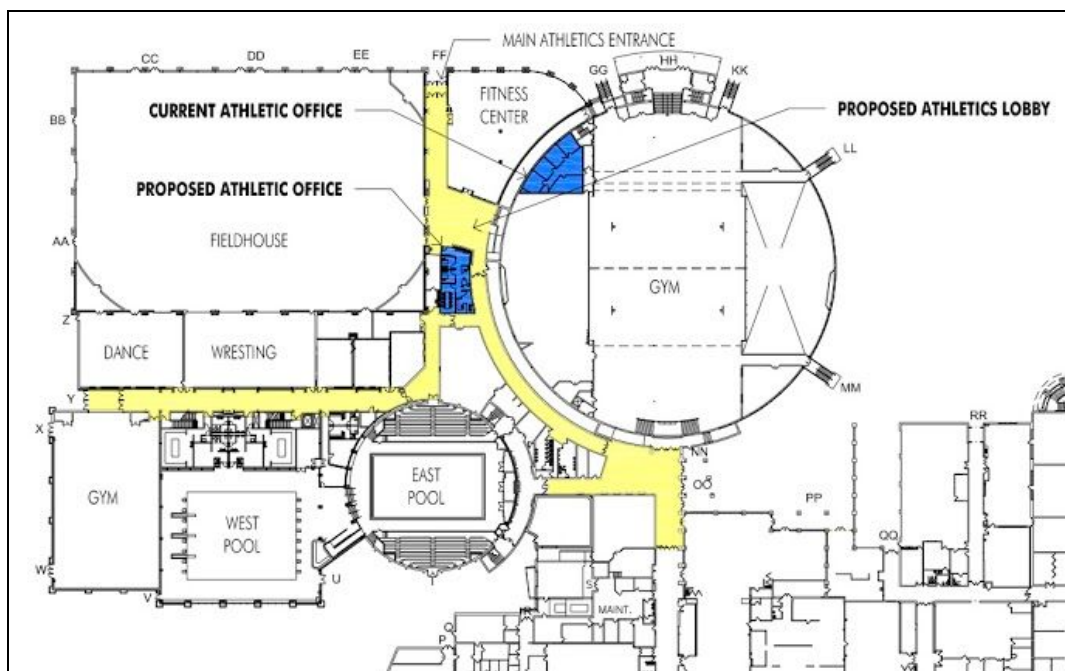 MAIN ATHLETICS ENTRANCE
CC
DD
EE
FF
GG
HH
KK
FITNESS
CENTER
CURRENT ATHLETIC OFFICE
PROPOSED ATHLETICS LOBBY
BB
LL
PROPOSED ATHLETIC OFFICE
AA
FIELDHOUSE
GYM
Z
DANCE
WRESTING
MM
Y
X
RR
NN
EAST
POOL
OO
GYM
WEST
POOL
PP
QQ
W
U
V
T
S
MAINT.
R
Q
P